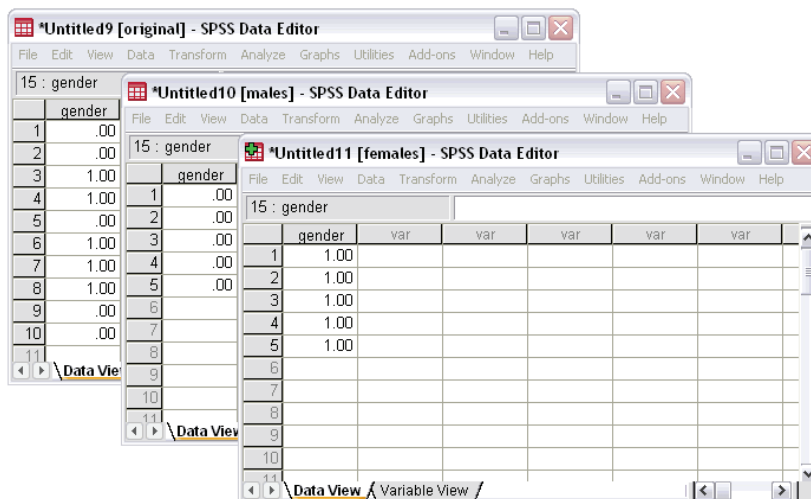 *Untitled9 [original] - SPSS Data Editor
File Edit View Data Transform Analyze Graphs Utilities Add-ons Window Help
15 : gender
gender
1 .00
2 .00
3 1.00
4 1.00
5 .00
6 1.00
7 1.00
8 1.00
9 .00
10 .00
11
Data Vie
*Untitled10 [males] - SPSS Data Editor
File Edit View Data Transform Analyze Graphs Utilities Add-ons Window Help
15 : gender
gender
1 .00
2 .00
3 .00
4 .00
5 .00
6
7
8
9
10
11
Data View
*Untitled11 [females] - SPSS Data Editor
File Edit View Data Transform Analyze Graphs Utilities Add-ons Window Help
15 : gender
gender var var var var var
1 1.00
2 1.00
3 1.00
4 1.00
5 1.00
6
7
8
9
10
11
Data View Variable View